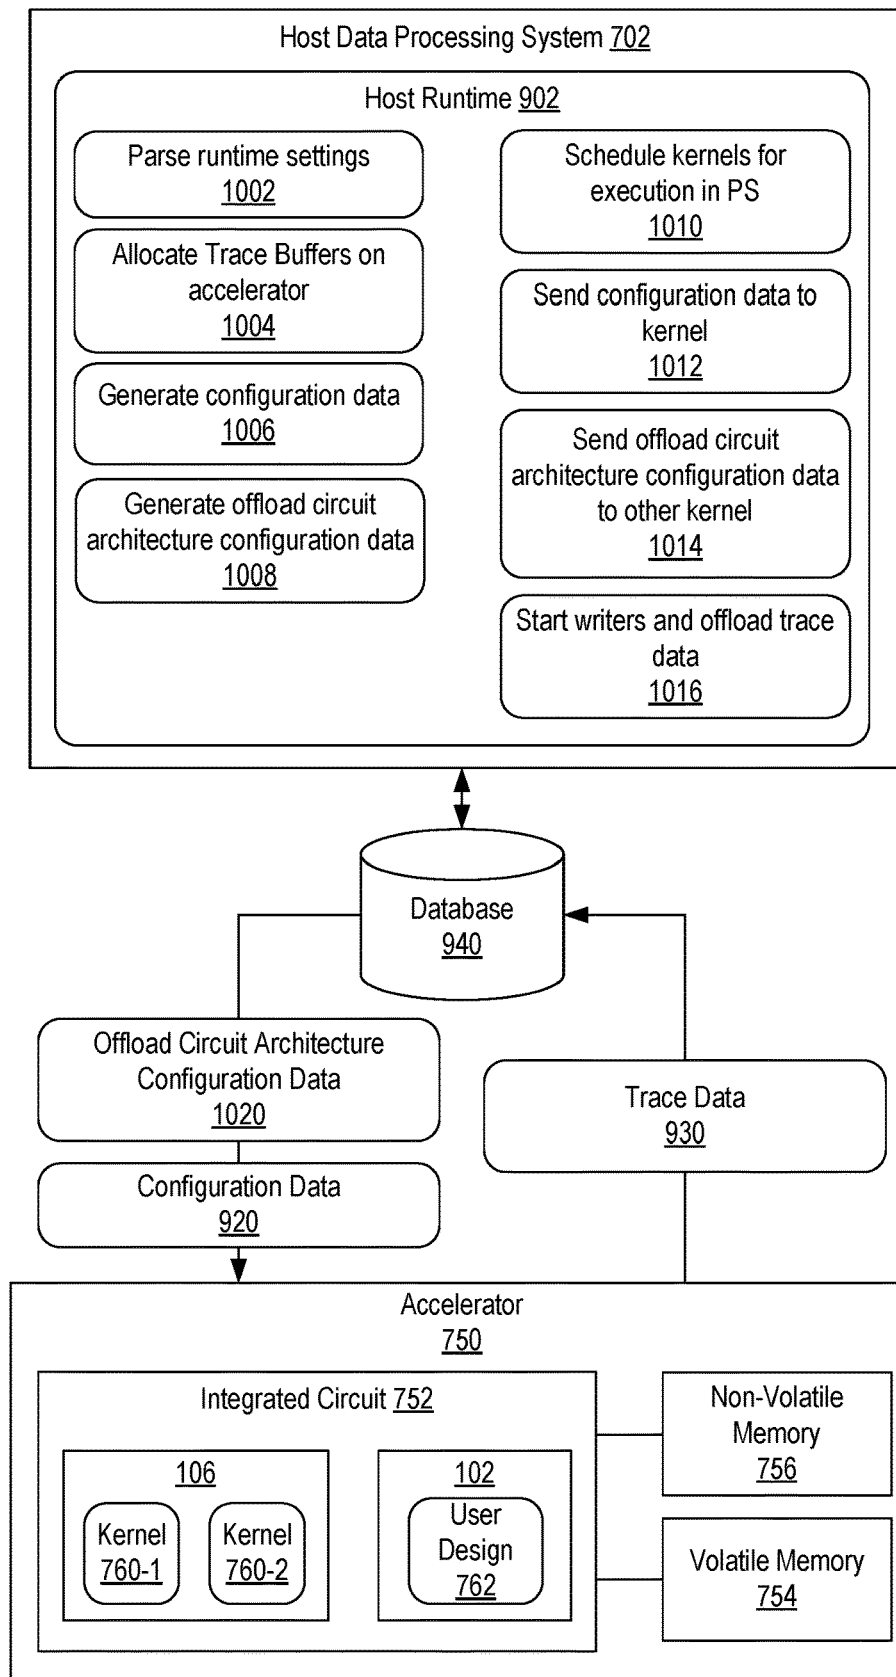 Host Data Processing System 702
Host Runtime 902
Parse runtime settings
1002
Allocate Trace Buffers on
accelerator
1004
Generate configuration data
1006
Generate offload circuit
architecture configuration data
1008
Schedule kernels for
execution in PS
1010
Send configuration data to
kernel
1012
Send offload circuit
architecture configuration data
to other kernel
1014
Start writers and offload trace
data
1016
Database
940
Offload Circuit Architecture
Configuration Data
1020
Configuration Data
920
Trace Data
930
Accelerator
750
Integrated Circuit 752
106
Kernel
760-1
Kernel
760-2
102
User
Design
762
Non-Volatile
Memory
756
Volatile Memory
754